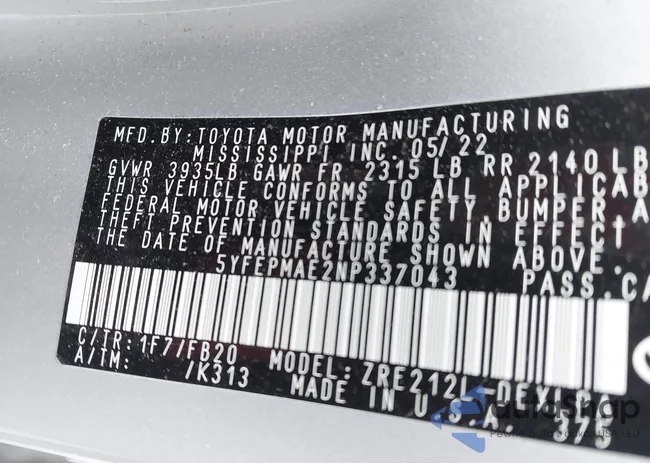 MFD. BY: TOYOTA MOTOR MANUFACTURING
MISSISSIPPI INC. 05/22
GVWR 3935LB GAWR FR 2315 LB RR 2140 LB
THIS VEHICLE CONFORMS TO ALL APPLICAB
FEDERAL MOTOR VEHICLE SAFETY, BUMPER A
THEFT PREVENTION STANDARDS IN EFFECT
THE DATE OF MANUFACTURE SHOWN ABOVE.
5YFEPMAE2NP337043 PASS. CA
C/TR: 1F7/FB20 MODEL: ZRE212L-
A/TM: /K313 MADE IN U.S.A. 375
autoSnap